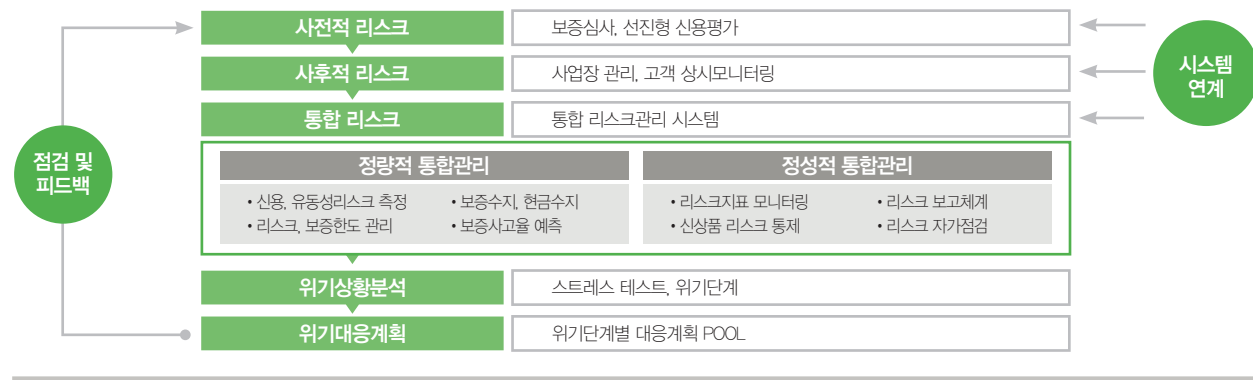 사전적 리스크
보증심사, 선진형 신용평가
사후적 리스크
사업장 관리, 고객 상시모니터링
통합 리스크
통합 리스크관리 시스템
시스템
연계
점검 및
피드백
정량적 통합관리
• 신용, 유동성리스크 측정
• 보증수지, 현금수지
• 리스크, 보증한도 관리
• 보증사고율 예측
정성적 통합관리
• 리스크지표 모니터링
• 리스크 보고체계
• 신상품 리스크 통제
• 리스크 자가점검
위기상황분석
스트레스 테스트, 위기단계
위기대응계획
위기단계별 대응계획 POOL